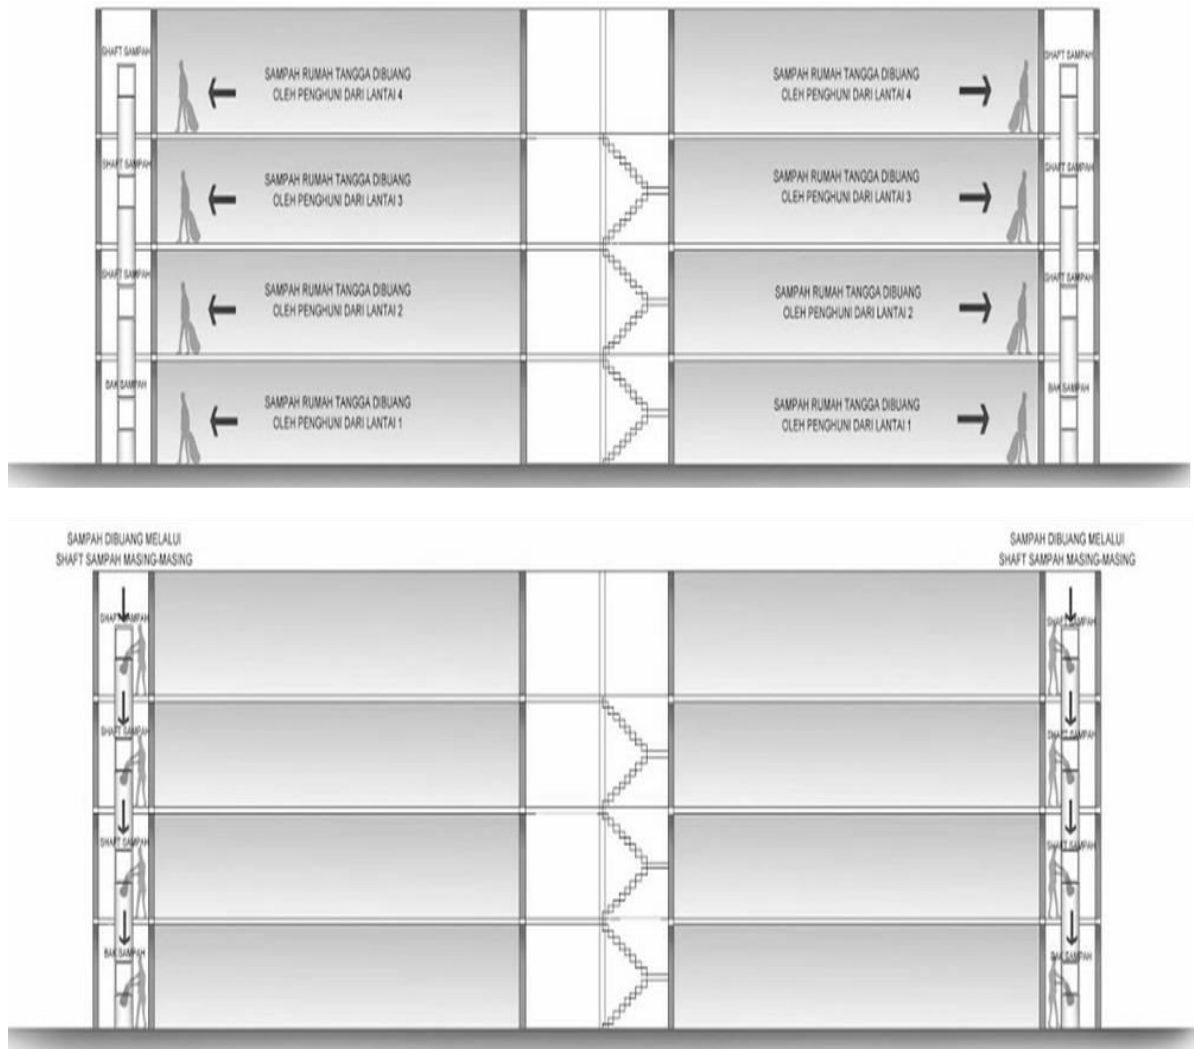 SHAFT SAMPAH
SAMPAH RUMAH TANGGA DIBUANG
OLEH PENGHUNI DARI LANTAI 4
SAMPAH RUMAH TANGGA DIBUANG
OLEH PENGHUNI DARI LANTAI 4
SHAFT SAMPAH
SHAFT SAMPAH
SAMPAH RUMAH TANGGA DIBUANG
OLEH PENGHUNI DARI LANTAI 3
SAMPAH RUMAH TANGGA DIBUANG
OLEH PENGHUNI DARI LANTAI 3
SHAFT SAMPAH
SHAFT SAMPAH
SAMPAH RUMAH TANGGA DIBUANG
OLEH PENGHUNI DARI LANTAI 2
SAMPAH RUMAH TANGGA DIBUANG
OLEH PENGHUNI DARI LANTAI 2
SHAFT SAMPAH
BAK SAMPAH
SAMPAH RUMAH TANGGA DIBUANG
OLEH PENGHUNI DARI LANTAI 1
SAMPAH RUMAH TANGGA DIBUANG
OLEH PENGHUNI DARI LANTAI 1
BAK SAMPAH
SAMPAH DIBUANG MELALUI
SHAFT SAMPAH MASING-MASING
SAMPAH DIBUANG MELALUI
SHAFT SAMPAH MASING-MASING
SHAFT SAMPAH
SHAFT SAMPAH
SHAFT SAMPAH
SHAFT SAMPAH
SHAFT SAMPAH
SHAFT SAMPAH
BAK SAMPAH
BAK SAMPAH